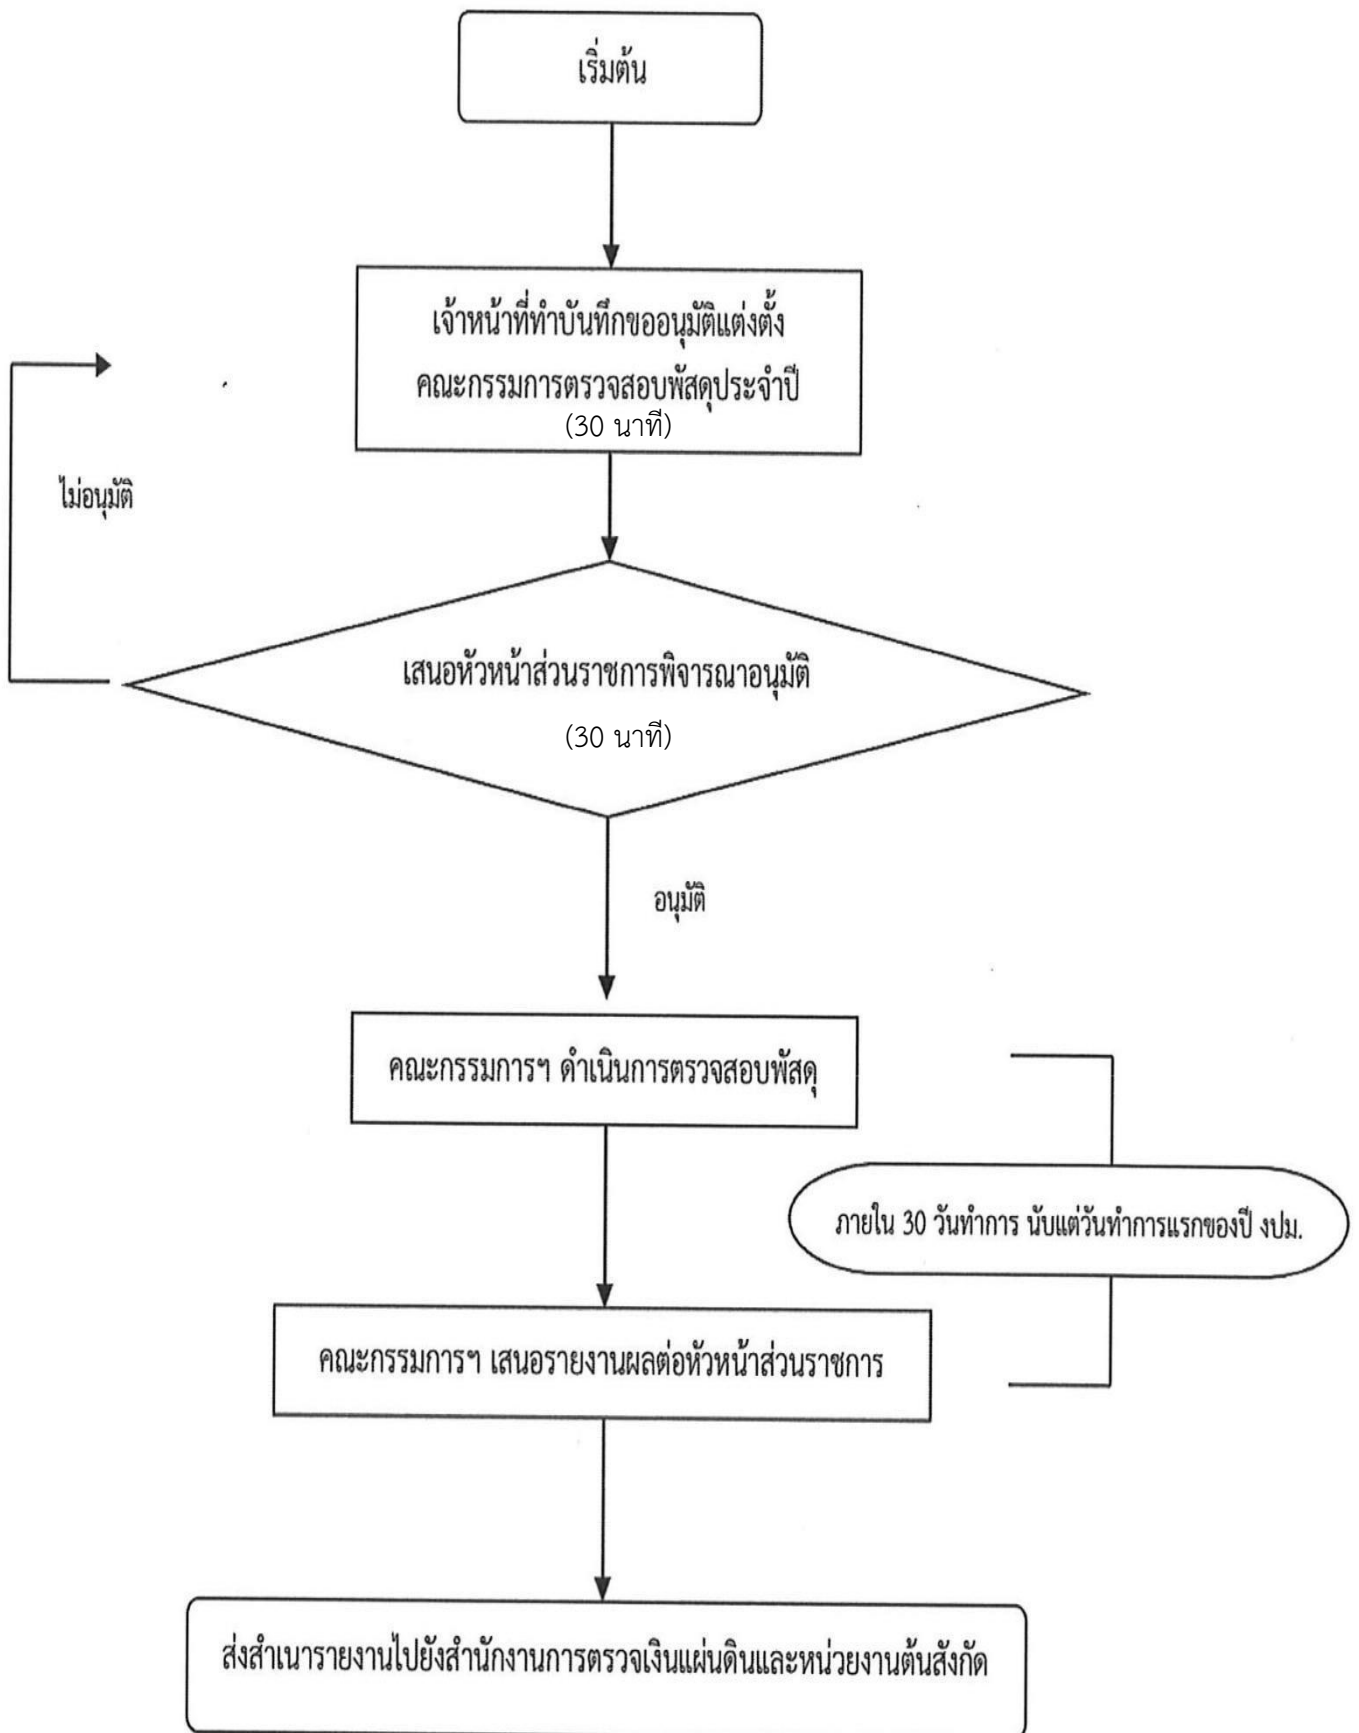 เริ่มต้น
เจ้าหน้าที่ทำบันทึกขออนุมัติแต่งตั้ง
คณะกรรมการตรวจสอบพัสดุประจำปี
(30 นาที)
ไม่อนุมัติ
เสนอหัวหน้าส่วนราชการพิจารณาอนุมัติ
(30 นาที)
อนุมัติ
คณะกรรมการฯ ดำเนินการตรวจสอบพัสดุ
ภายใน 30 วันทำการ นับแต่วันทำการแรกของปี งปม.
คณะกรรมการฯ เสนอรายงานผลต่อหัวหน้าส่วนราชการ
ส่งสำเนารายงานไปยังสำนักงานการตรวจเงินแผ่นดินและหน่วยงานต้นสังกัด